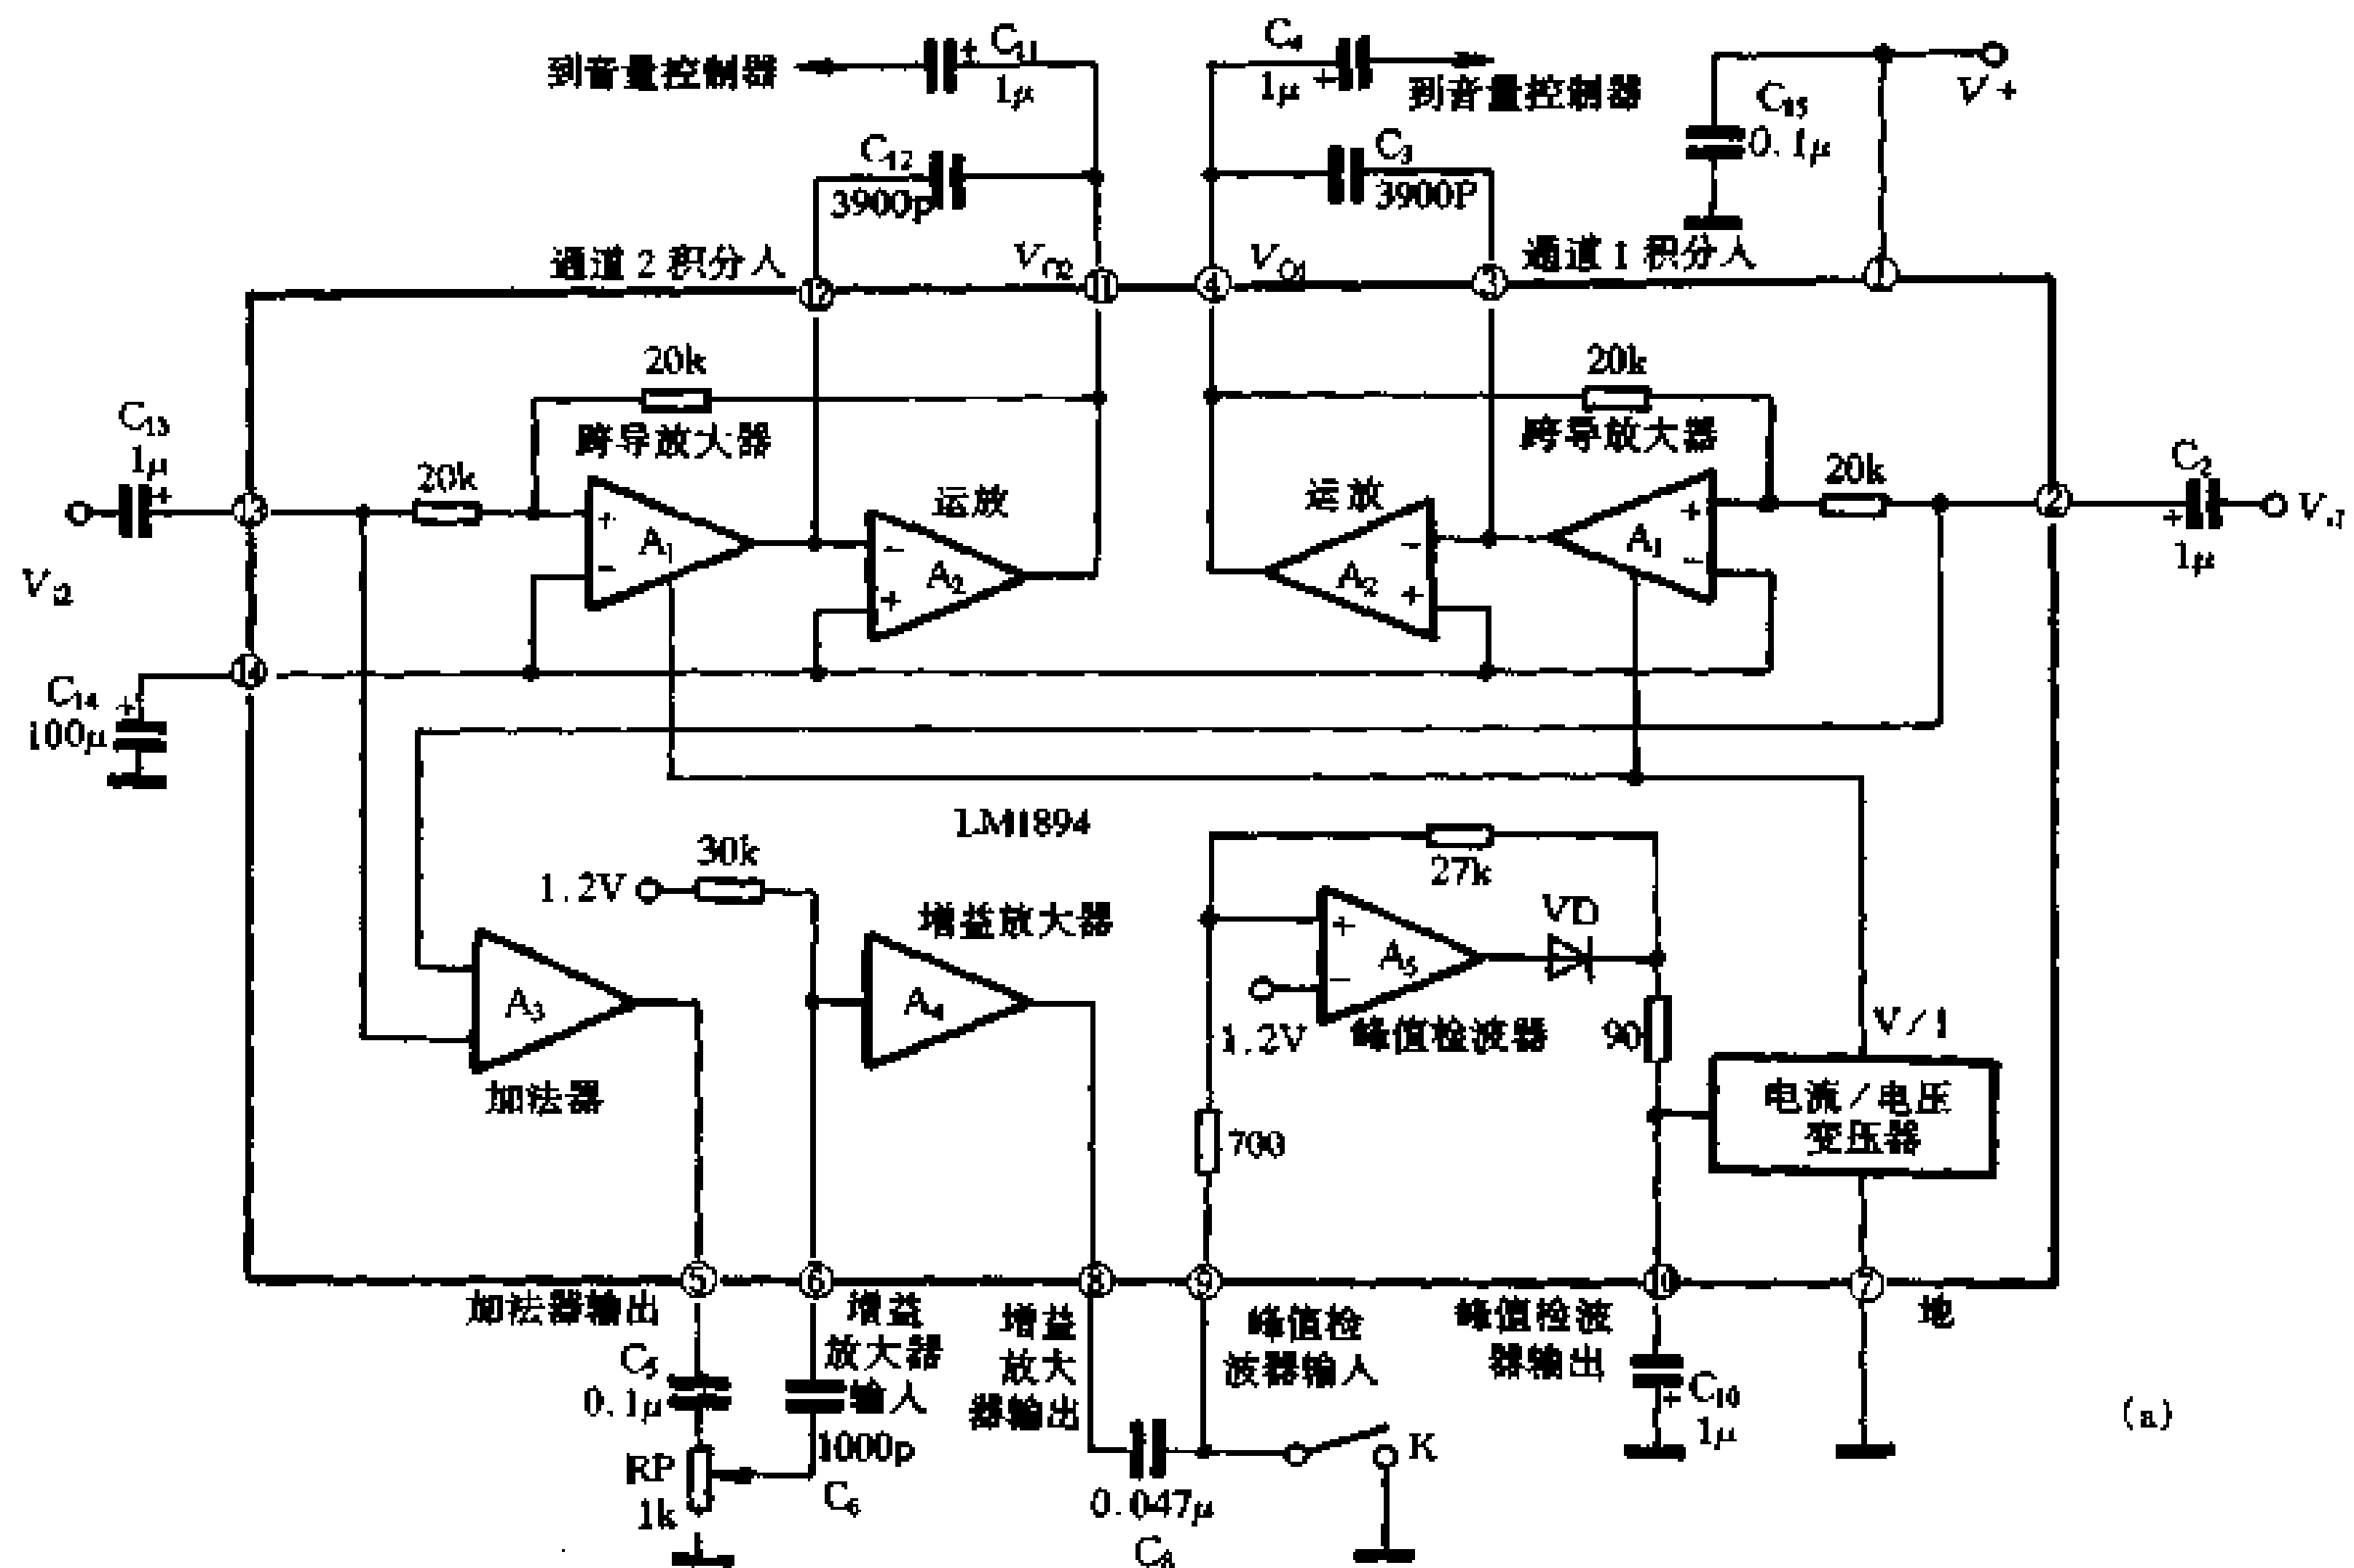 C11
1μ
到音量控制器
C4
1μ
到音量控制器
C15
0.1μ
V+
C12
3900p
C3
3900P
通道2积分入
VO2
VO1
通道1积分入
12
11
4
3
1
20k
跨导放大器
20k
跨导放大器
C13
1μ
20k
运放
运放
20k
C2
1μ
13
+
A1
−
−
A2
+
−
A2
+
+
A1
−
2
Vi2
14
C14
100μ
LM1894
30k
1.2V
27k
增益放大器
VD
A3
A4
+
A5
−
1.2V
峰值检波器
90
V/I
加法器
700
电流/电压
变压器
5
6
8
9
10
7
加法器输出
增益
放大器
输入
增益
放大
器输出
峰值检
波器输入
峰值检波
器输出
地
C5
0.1μ
RP
1k
1000p
C6
0.047μ
C8
K
C10
1μ
(a)